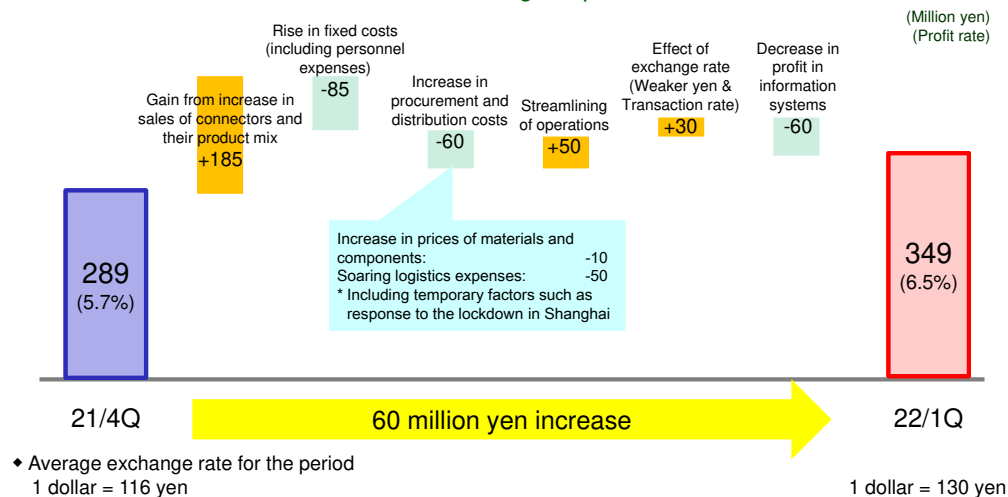 (Million yen)
(Profit rate)
Gain from increase in
sales of connectors and
their product mix
+185
Rise in fixed costs
(including personnel
expenses)
-85
Increase in
procurement and
distribution costs
-60
Streamlining
of operations
+50
Effect of
exchange rate
(Weaker yen &
Transaction rate)
+30
Decrease in
profit in
information
systems
-60
Increase in prices of materials and
components: -10
Soaring logistics expenses: -50
* Including temporary factors such as
response to the lockdown in Shanghai
289
(5.7%)
349
(6.5%)
21/4Q
60 million yen increase
22/1Q
◆ Average exchange rate for the period
1 dollar = 116 yen
1 dollar = 130 yen